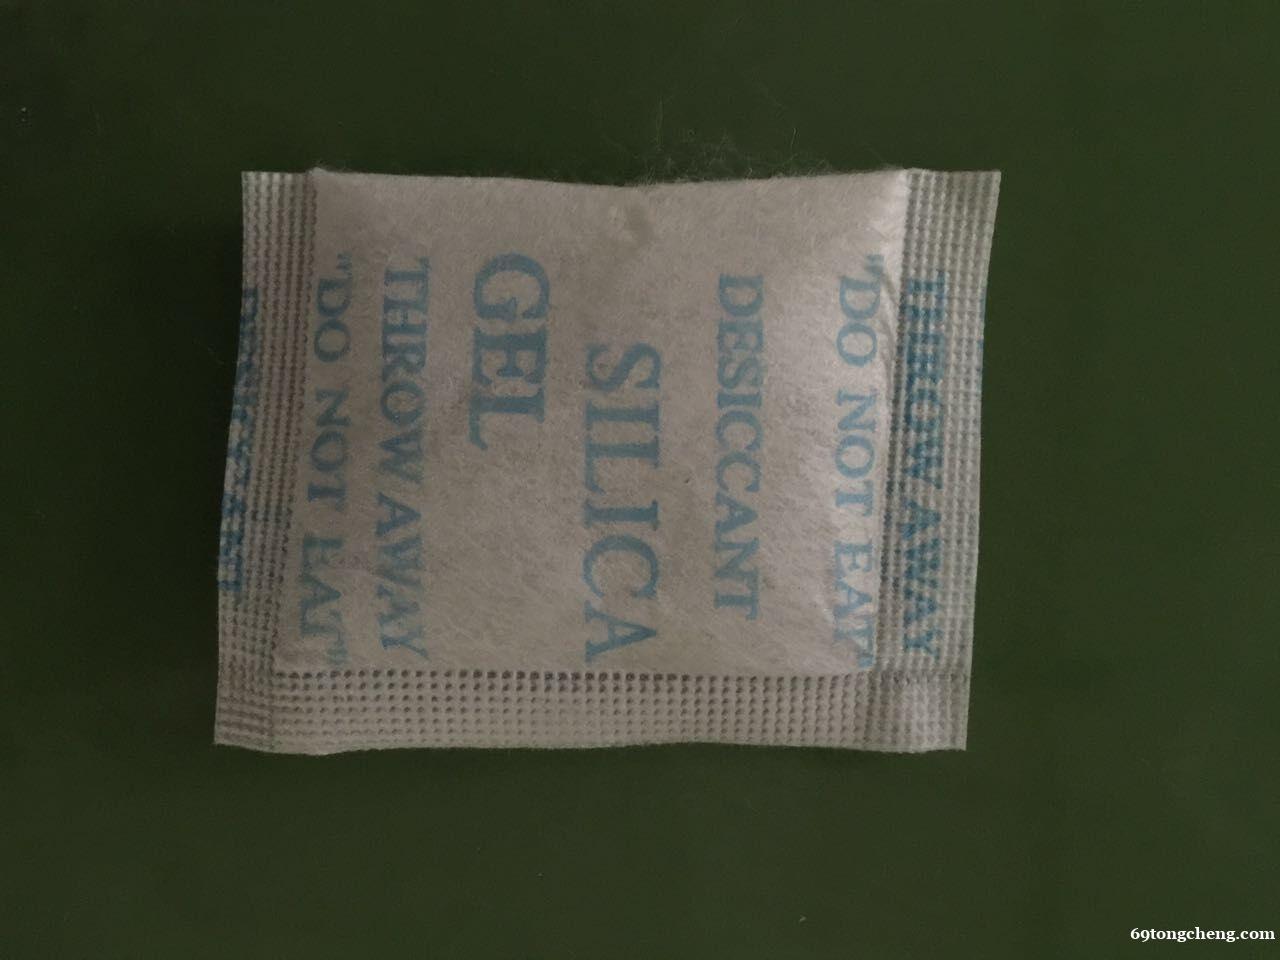 THROW AWAY
"DO NOT EAT"
DESICCANT
SILICA
GEL
THROW AWAY
"DO NOT EAT"
69tongcheng.com